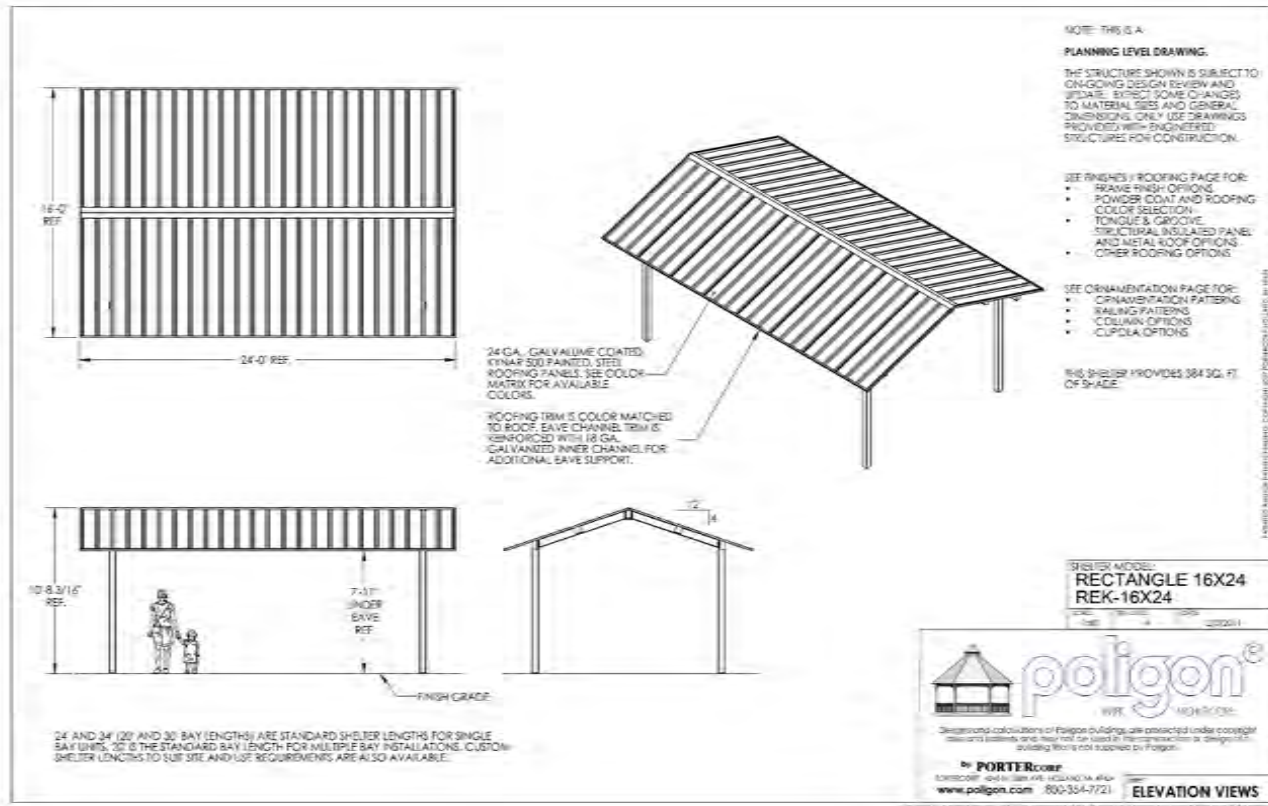 NOTE: THIS IS A
PLANNING LEVEL DRAWING.
THE STRUCTURE SHOWN IS SUBJECT TO
ON-GOING DESIGN REVIEW AND
UPDATE. EXPECT SOME CHANGES
TO MATERIAL SIZES AND GENERAL
DIMENSIONS. ONLY USE DRAWINGS
PROVIDED WITH ENGINEERED
STRUCTURES FOR CONSTRUCTION.
SEE FINISHES / ROOFING PAGE FOR:
• FRAME FINISH OPTIONS
• POWDER COAT AND ROOFING
COLOR SELECTION
• TONGUE & GROOVE,
STRUCTURAL INSULATED PANEL
AND METAL ROOF OPTIONS
• OTHER ROOFING OPTIONS
SEE ORNAMENTATION PAGE FOR:
• ORNAMENTATION PATTERNS
• RAILING PATTERNS
• COLUMN OPTIONS
• CUPOLA OPTIONS
THIS SHELTER PROVIDES 384 SQ. FT.
OF SHADE.
16'-0"
REF.
24'-0" REF.
24 GA. GALVALUME COATED,
KYNAR 500 PAINTED, STEEL
ROOFING PANELS. SEE COLOR
MATRIX FOR AVAILABLE
COLORS.
ROOFING TRIM IS COLOR MATCHED
TO ROOF. EAVE CHANNEL TRIM IS
REINFORCED WITH 18 GA.
GALVANIZED INNER CHANNEL FOR
ADDITIONAL EAVE SUPPORT.
12
4
10'-8 3/16"
REF.
7'-11"
UNDER
EAVE
REF.
FINISH GRADE
24' AND 34' (20' AND 30' BAY LENGTHS) ARE STANDARD SHELTER LENGTHS FOR SINGLE
BAY UNITS. 20' IS THE STANDARD BAY LENGTH FOR MULTIPLE BAY INSTALLATIONS. CUSTOM
SHELTER LENGTHS TO SUIT SITE AND USE REQUIREMENTS ARE ALSO AVAILABLE.
SHELTER MODEL:
RECTANGLE 16X24
REK-16X24
poligon®
by PORTERCORP
www.poligon.com 800-354-7721
ELEVATION VIEWS